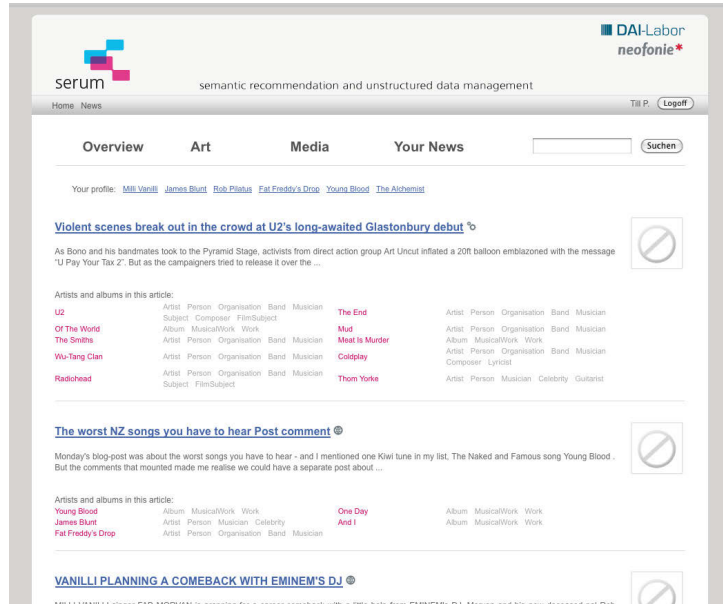 DAI-Labor
neofonie*
serum
semantic recommendation and unstructured data management
Home News
Till P. Logoff
Overview Art Media Your News Suchen
Your profile: Milli Vanilli James Blunt Rob Pilatus Fat Freddy's Drop Young Blood The Alchemist
Violent scenes break out in the crowd at U2's long-awaited Glastonbury debut
As Bono and his bandmates took to the Pyramid Stage, activists from direct action group Art Uncut inflated a 20ft balloon emblazoned with the message
"U Pay Your Tax 2". But as the campaigners tried to release it over the ...
Artists and albums in this article:
U2 Artist Person Organisation Band Musician
Subject Composer FilmSubject
The End Artist Person Organisation Band Musician
Of The World Album MusicalWork Work
Mud Artist Person Organisation Band Musician
The Smiths Artist Person Organisation Band Musician
Meat Is Murder Album MusicalWork Work
Wu-Tang Clan Artist Person Organisation Band Musician
Coldplay Artist Person Organisation Band Musician
Composer Lyricist
Radiohead Artist Person Organisation Band Musician
Subject FilmSubject
Thom Yorke Artist Person Musician Celebrity Guitarist
The worst NZ songs you have to hear Post comment
Monday's blog-post was about the worst songs you have to hear - and I mentioned one Kiwi tune in my list, The Naked and Famous song Young Blood .
But the comments that mounted made me realise we could have a separate post about ...
Artists and albums in this article:
Young Blood Album MusicalWork Work One Day Album MusicalWork Work
James Blunt Artist Person Musician Celebrity And I Album MusicalWork Work
Fat Freddy's Drop Artist Person Organisation Band Musician
VANILLI PLANNING A COMEBACK WITH EMINEM'S DJ